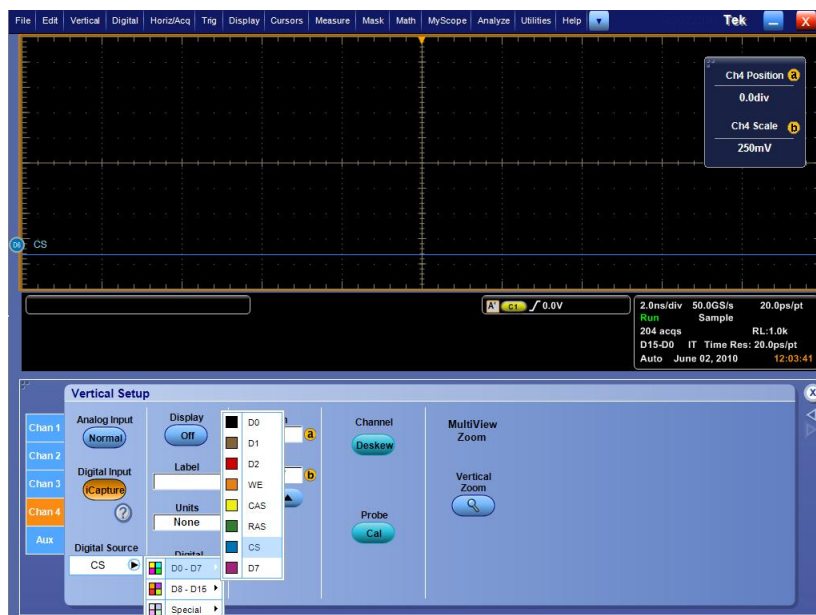 File Edit Vertical Digital Horiz/Acq Trig Display Cursors Measure Mask Math MyScope Analyze Utilities Help Tek X
Ch4 Position a
0.0div
Ch4 Scale b
250mV
D6 CS
A' C1 0.0V
2.0ns/div 50.0GS/s 20.0ps/pt
Run Sample
204 acqs RL:1.0k
D15-D0 IT Time Res: 20.0ps/pt
Auto June 02, 2010 12:03:41
Vertical Setup X
Chan 1
Chan 2
Chan 3
Chan 4
Aux
Analog Input
Normal
Digital Input
iCapture
?
Digital Source
CS
Display
Off
Label
Units
None
Digital
D0 - D7
D8 - D15
Special
D0
D1
D2
WE
CAS
RAS
CS
D7
a
b
Channel
Deskew
Probe
Cal
MultiView
Zoom
Vertical
Zoom